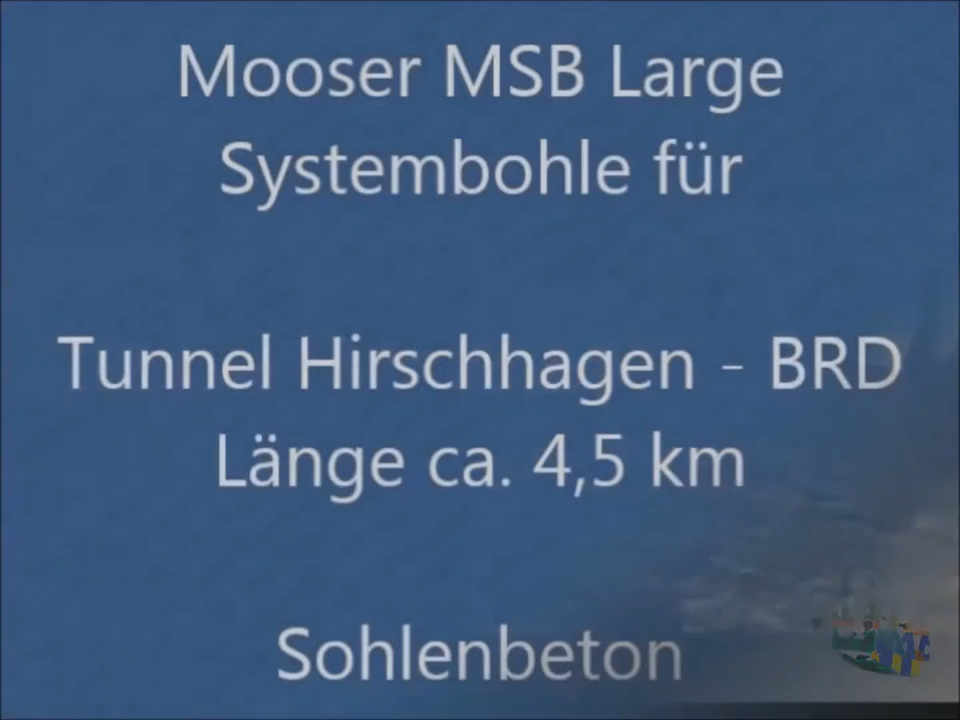 Mooser MSB Large
Systembohle für
Tunnel Hirschhagen - BRD
Länge ca. 4,5 km
Sohlenbeton